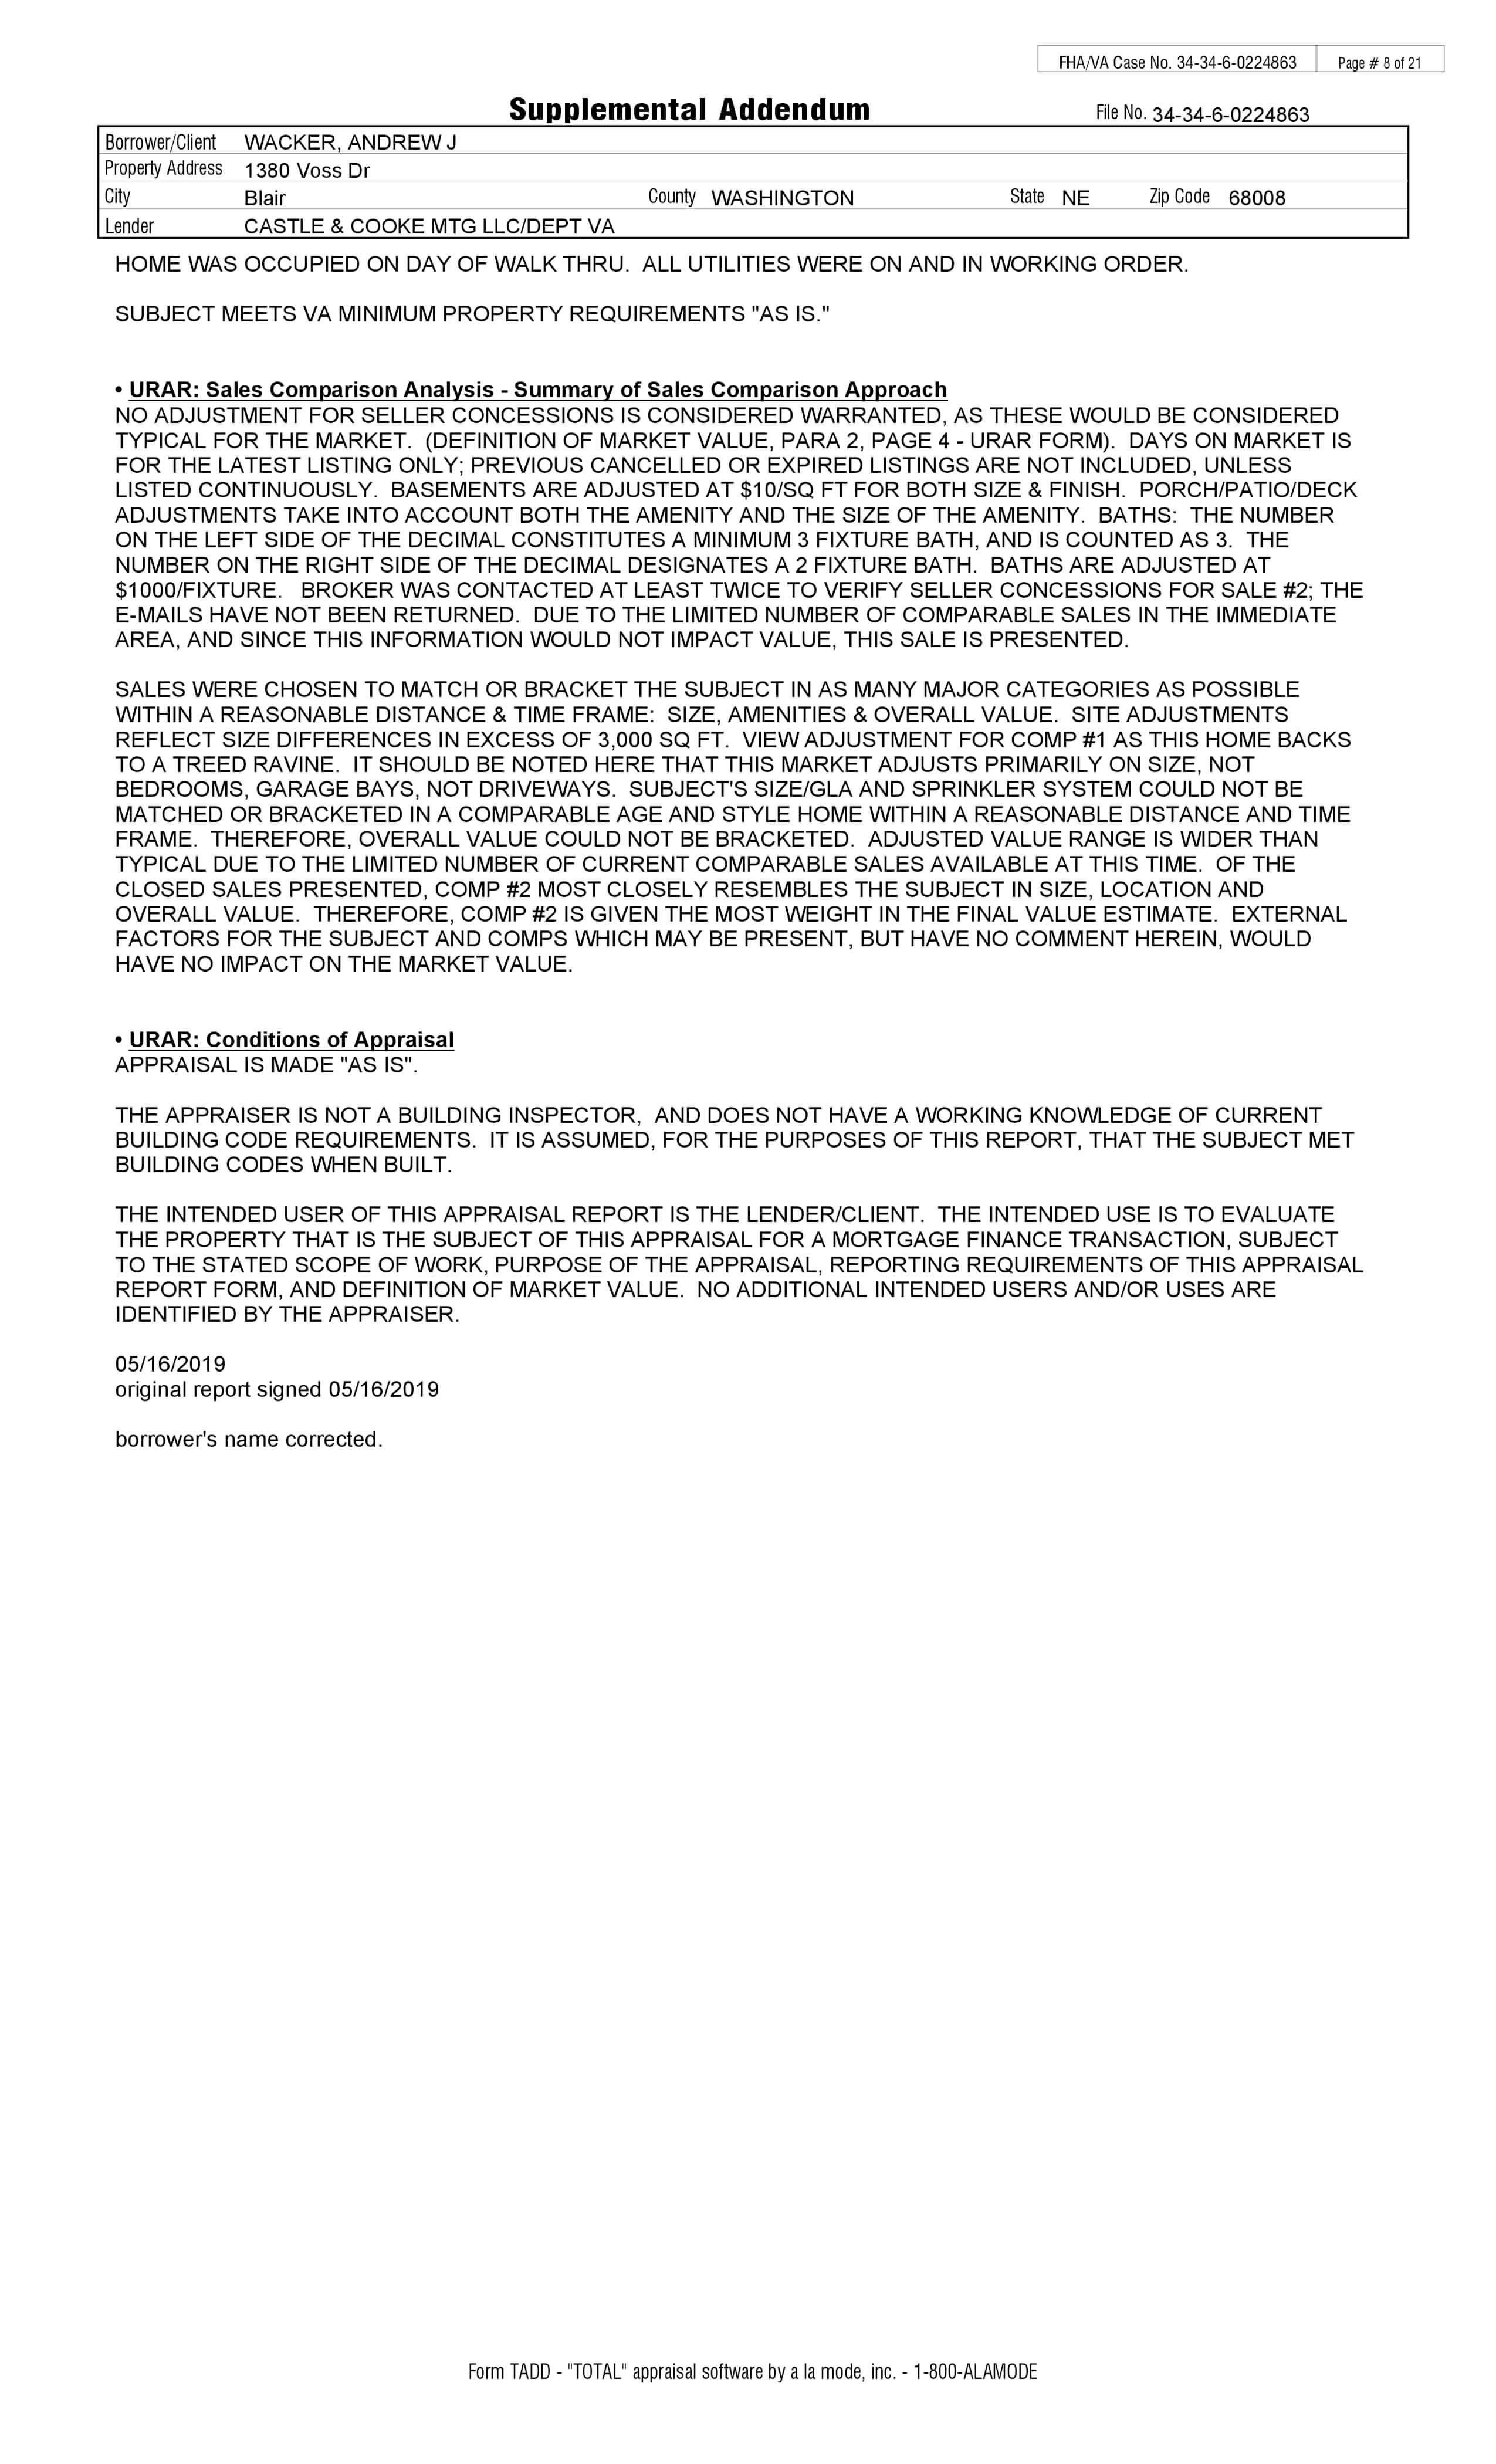 FHA/VA Case No. 34-34-6-0224863 Page # 8 of 21
Supplemental Addendum File No. 34-34-6-0224863
Borrower/Client WACKER, ANDREW J
Property Address 1380 Voss Dr
City Blair County WASHINGTON State NE Zip Code 68008
Lender CASTLE & COOKE MTG LLC/DEPT VA
HOME WAS OCCUPIED ON DAY OF WALK THRU. ALL UTILITIES WERE ON AND IN WORKING ORDER.
SUBJECT MEETS VA MINIMUM PROPERTY REQUIREMENTS "AS IS."
• URAR: Sales Comparison Analysis - Summary of Sales Comparison Approach
NO ADJUSTMENT FOR SELLER CONCESSIONS IS CONSIDERED WARRANTED, AS THESE WOULD BE CONSIDERED
TYPICAL FOR THE MARKET. (DEFINITION OF MARKET VALUE, PARA 2, PAGE 4 - URAR FORM). DAYS ON MARKET IS
FOR THE LATEST LISTING ONLY; PREVIOUS CANCELLED OR EXPIRED LISTINGS ARE NOT INCLUDED, UNLESS
LISTED CONTINUOUSLY. BASEMENTS ARE ADJUSTED AT $10/SQ FT FOR BOTH SIZE & FINISH. PORCH/PATIO/DECK
ADJUSTMENTS TAKE INTO ACCOUNT BOTH THE AMENITY AND THE SIZE OF THE AMENITY. BATHS: THE NUMBER
ON THE LEFT SIDE OF THE DECIMAL CONSTITUTES A MINIMUM 3 FIXTURE BATH, AND IS COUNTED AS 3. THE
NUMBER ON THE RIGHT SIDE OF THE DECIMAL DESIGNATES A 2 FIXTURE BATH. BATHS ARE ADJUSTED AT
$1000/FIXTURE. BROKER WAS CONTACTED AT LEAST TWICE TO VERIFY SELLER CONCESSIONS FOR SALE #2; THE
E-MAILS HAVE NOT BEEN RETURNED. DUE TO THE LIMITED NUMBER OF COMPARABLE SALES IN THE IMMEDIATE
AREA, AND SINCE THIS INFORMATION WOULD NOT IMPACT VALUE, THIS SALE IS PRESENTED.
SALES WERE CHOSEN TO MATCH OR BRACKET THE SUBJECT IN AS MANY MAJOR CATEGORIES AS POSSIBLE
WITHIN A REASONABLE DISTANCE & TIME FRAME: SIZE, AMENITIES & OVERALL VALUE. SITE ADJUSTMENTS
REFLECT SIZE DIFFERENCES IN EXCESS OF 3,000 SQ FT. VIEW ADJUSTMENT FOR COMP #1 AS THIS HOME BACKS
TO A TREED RAVINE. IT SHOULD BE NOTED HERE THAT THIS MARKET ADJUSTS PRIMARILY ON SIZE, NOT
BEDROOMS, GARAGE BAYS, NOT DRIVEWAYS. SUBJECT'S SIZE/GLA AND SPRINKLER SYSTEM COULD NOT BE
MATCHED OR BRACKETED IN A COMPARABLE AGE AND STYLE HOME WITHIN A REASONABLE DISTANCE AND TIME
FRAME. THEREFORE, OVERALL VALUE COULD NOT BE BRACKETED. ADJUSTED VALUE RANGE IS WIDER THAN
TYPICAL DUE TO THE LIMITED NUMBER OF CURRENT COMPARABLE SALES AVAILABLE AT THIS TIME. OF THE
CLOSED SALES PRESENTED, COMP #2 MOST CLOSELY RESEMBLES THE SUBJECT IN SIZE, LOCATION AND
OVERALL VALUE. THEREFORE, COMP #2 IS GIVEN THE MOST WEIGHT IN THE FINAL VALUE ESTIMATE. EXTERNAL
FACTORS FOR THE SUBJECT AND COMPS WHICH MAY BE PRESENT, BUT HAVE NO COMMENT HEREIN, WOULD
HAVE NO IMPACT ON THE MARKET VALUE.
• URAR: Conditions of Appraisal
APPRAISAL IS MADE "AS IS".
THE APPRAISER IS NOT A BUILDING INSPECTOR, AND DOES NOT HAVE A WORKING KNOWLEDGE OF CURRENT
BUILDING CODE REQUIREMENTS. IT IS ASSUMED, FOR THE PURPOSES OF THIS REPORT, THAT THE SUBJECT MET
BUILDING CODES WHEN BUILT.
THE INTENDED USER OF THIS APPRAISAL REPORT IS THE LENDER/CLIENT. THE INTENDED USE IS TO EVALUATE
THE PROPERTY THAT IS THE SUBJECT OF THIS APPRAISAL FOR A MORTGAGE FINANCE TRANSACTION, SUBJECT
TO THE STATED SCOPE OF WORK, PURPOSE OF THE APPRAISAL, REPORTING REQUIREMENTS OF THIS APPRAISAL
REPORT FORM, AND DEFINITION OF MARKET VALUE. NO ADDITIONAL INTENDED USERS AND/OR USES ARE
IDENTIFIED BY THE APPRAISER.
05/16/2019
original report signed 05/16/2019
borrower's name corrected.
Form TADD - "TOTAL" appraisal software by a la mode, inc. - 1-800-ALAMODE